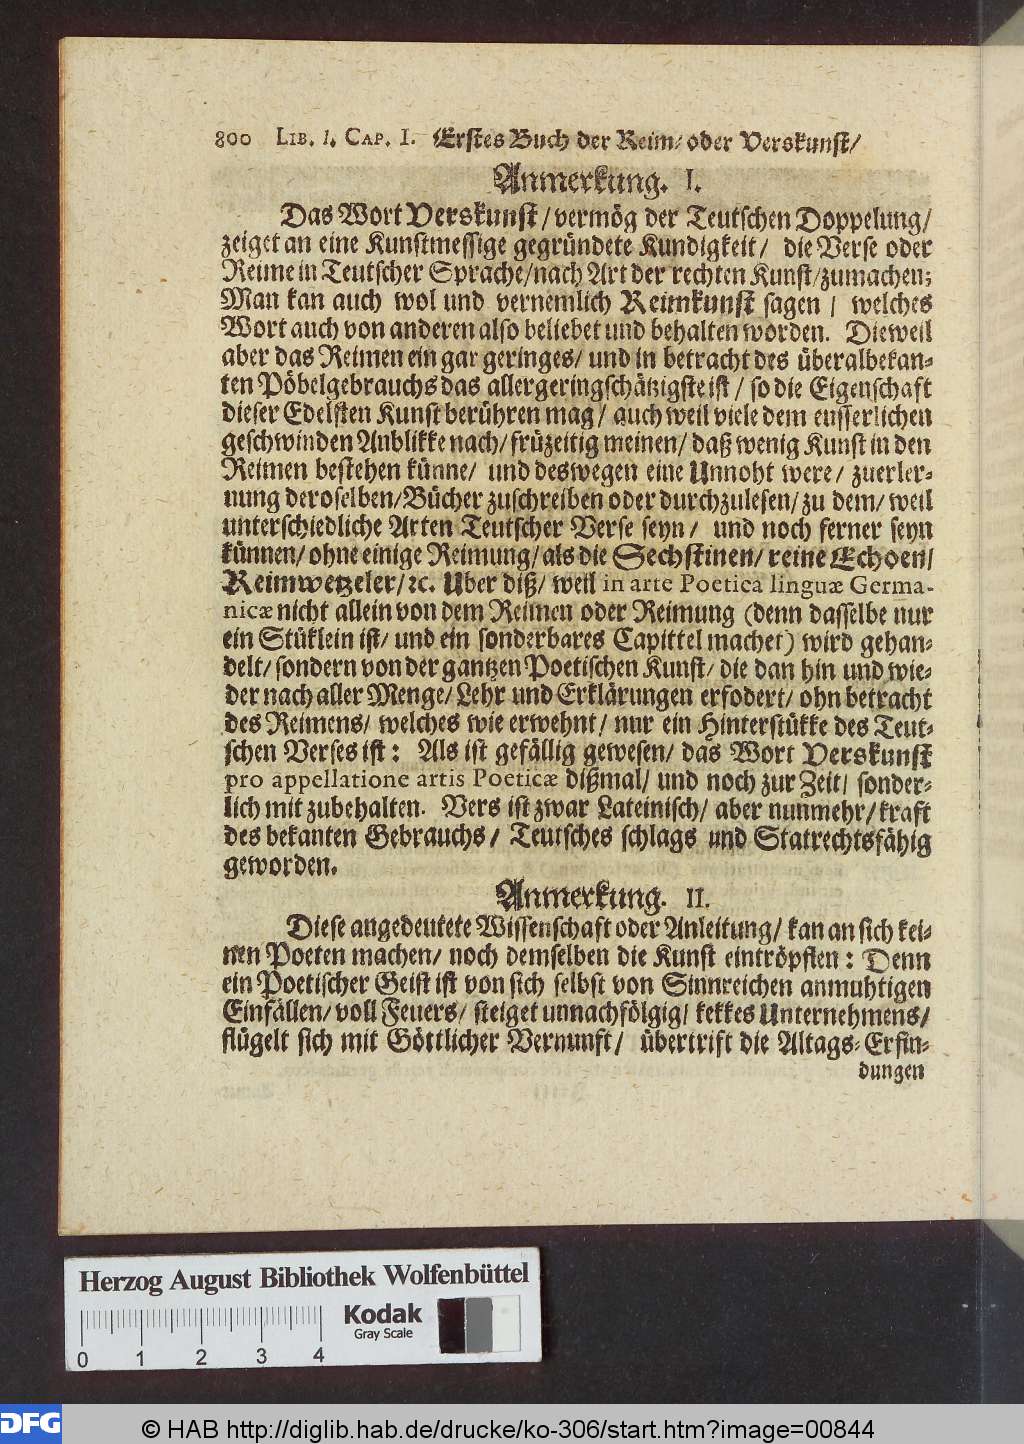 800 LIB. I. CAP. I. Erstes Buch der Reim/ oder Verskunst/
Anmerkung. I.
Das Wort Verskunst/ vermög der Teutschen Doppelung/
zeiget an eine Kunstmessige gegründete Kundigkeit/ die Verse oder
Reime in Teutscher Sprache/ nach Art der rechten Kunst/ zumachen;
Man kan auch wol und vernemlich Reimkunst sagen / welches
Wort auch von anderen also beliebet und behalten worden. Dieweil
aber das Reimen ein gar geringes/ und in betracht des überalbekan-
ten Pöbelgebrauchs das allergeringschätzigste ist / so die Eigenschaft
dieser Edelsten Kunst berühren mag/ auch weil viele dem eusserlichen
geschwinden Anblikke nach/ früzeitig meinen/ daß wenig Kunst in den
Reimen bestehen künne/ und deswegen eine Unnoht were/ zuerler-
nung deroselben/ Bücher zuschreiben oder durchzulesen/ zu dem/ weil
unterschiedliche Arten Teutscher Verse seyn/ und noch ferner seyn
künnen/ ohne einige Reimung/ als die Sechstinen/ reine Echoen/
Reimwetzeler/ ꝛc. Uber diß/ weil in arte Poetica linguæ Germa-
nicæ nicht allein von dem Reimen oder Reimung (denn dasselbe nur
ein Stüklein ist/ und ein sonderbares Capittel machet) wird gehan-
delt/ sondern von der gantzen Poetischen Kunst/ die dan hin und wie-
der nach aller Menge/ Lehr und Erklärungen erfodert/ ohn betracht
des Reimens/ welches wie erwehnt/ nur ein Hinterstükke des Teut-
schen Verses ist: Als ist gefällig gewesen/ das Wort Verskunst
pro appellatione artis Poeticæ dißmal/ und noch zur Zeit/ sonder-
lich mit zubehalten. Vers ist zwar Lateinisch/ aber nunmehr/ kraft
des bekanten Gebrauchs/ Teutsches schlags und Statrechtsfähig
geworden.
Anmerkung. II.
Diese angedeutete Wissenschaft oder Anleitung/ kan an sich kei-
nen Poeten machen/ noch demselben die Kunst eintröpflen: Denn
ein Poetischer Geist ist von sich selbst von Sinnreichen anmuhtigen
Einfällen/ voll Feuers/ steiget unnachfölgig/ kekkes Unternehmens/
flügelt sich mit Göttlicher Vernunft/ übertrift die Altags-Erfin-
dungen
Herzog August Bibliothek Wolfenbüttel
Kodak
Gray Scale
0 1 2 3 4
DFG
© HAB http://diglib.hab.de/drucke/ko-306/start.htm?image=00844